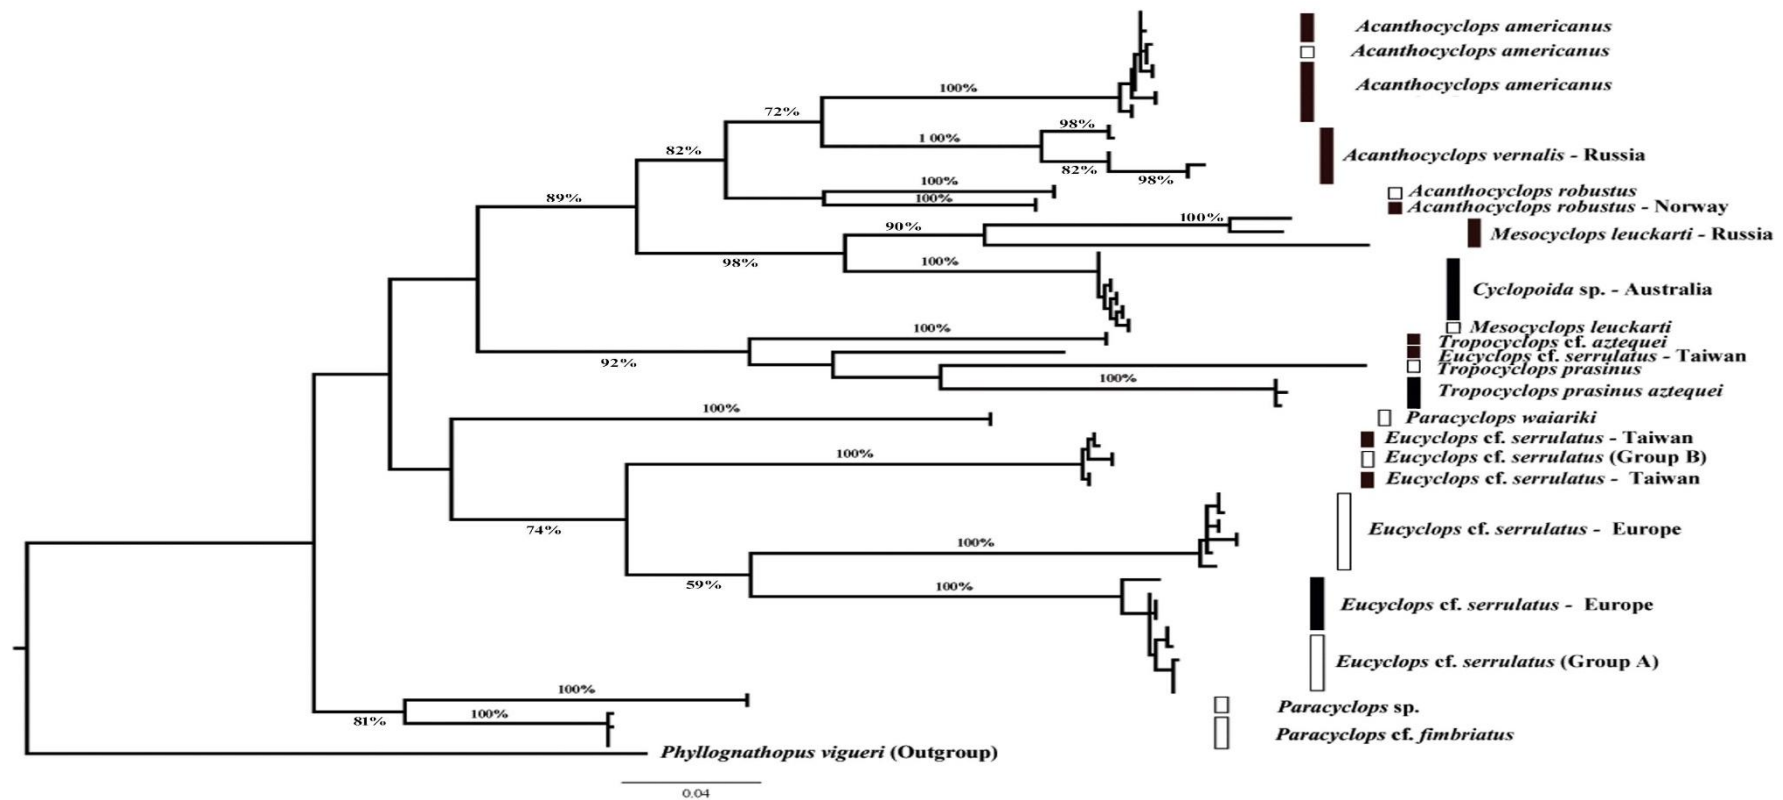 Acanthocyclops americanus
Acanthocyclops americanus
100%
Acanthocyclops americanus
72%
98%
1 00%
82%
Acanthocyclops vernalis - Russia
82%
98%
100%
Acanthocyclops robustus
89%
100%
Acanthocyclops robustus - Norway
100%
90%
Mesocyclops leuckarti - Russia
98%
100%
Cyclopoida sp. - Australia
100%
Mesocyclops leuckarti
Tropocyclops cf. aztequei
Eucyclops cf. serrulatus - Taiwan
92%
Tropocyclops prasinus
100%
Tropocyclops prasinus aztequei
100%
Paracyclops waiariki
Eucyclops cf. serrulatus - Taiwan
100%
Eucyclops cf. serrulatus (Group B)
Eucyclops cf. serrulatus - Taiwan
74%
Eucyclops cf. serrulatus - Europe
100%
59%
100%
Eucyclops cf. serrulatus - Europe
Eucyclops cf. serrulatus (Group A)
100%
81%
100%
Paracyclops sp.
Paracyclops cf. fimbriatus
Phyllognathopus vigueri (Outgroup)
0.04